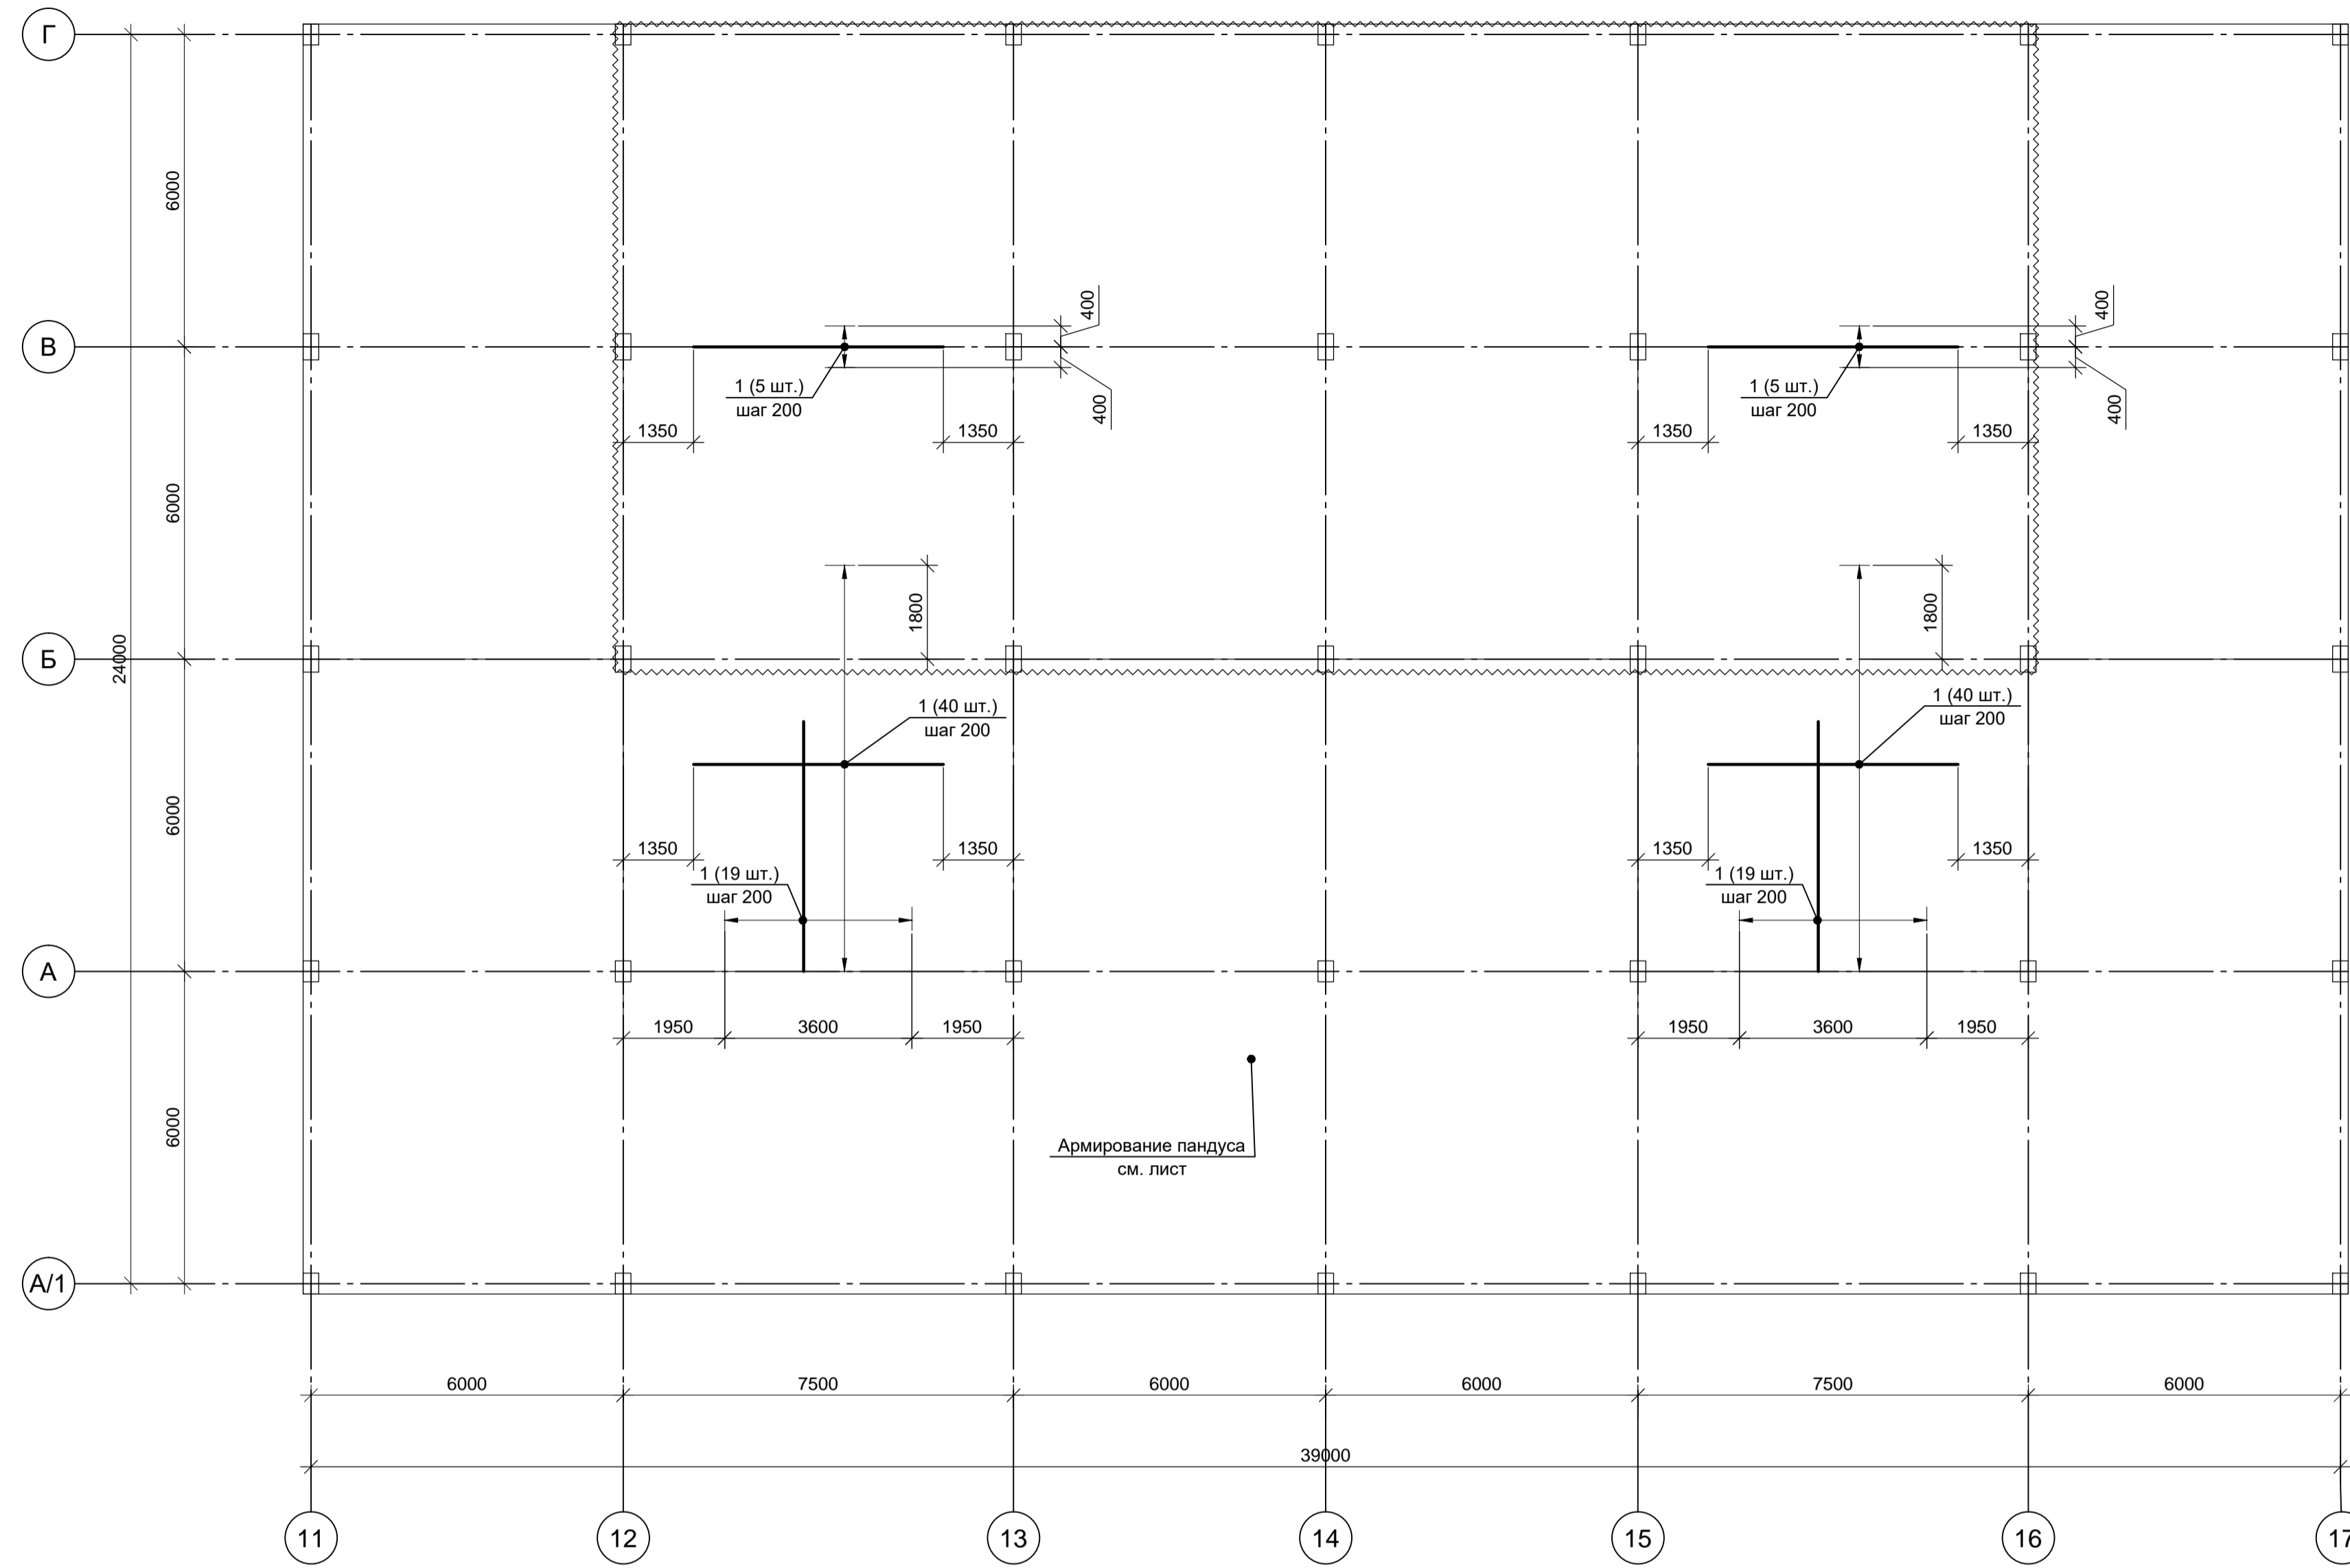 Г
6000
400
400
В
1 (5 шт.)
шаг 200
1 (5 шт.)
шаг 200
400
400
1350
1350
1350
1350
6000
1800
1800
24000
Б
1 (40 шт.)
шаг 200
1 (40 шт.)
шаг 200
6000
1350
1350
1350
1350
1 (19 шт.)
шаг 200
1 (19 шт.)
шаг 200
А
1950
3600
1950
1950
3600
1950
6000
Армирование пандуса
см. лист
А/1
6000
7500
6000
6000
7500
6000
39000
11
12
13
14
15
16
17